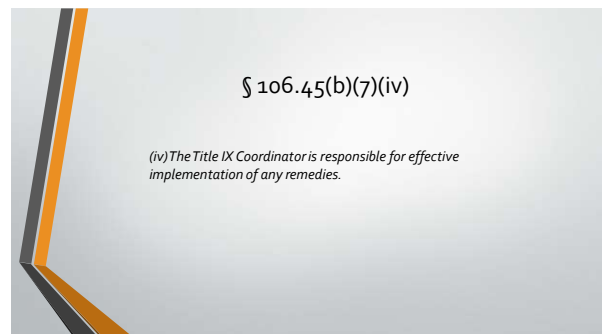 § 106.45(b)(7)(iv)
(iv) The Title IX Coordinator is responsible for effective
implementation of any remedies.